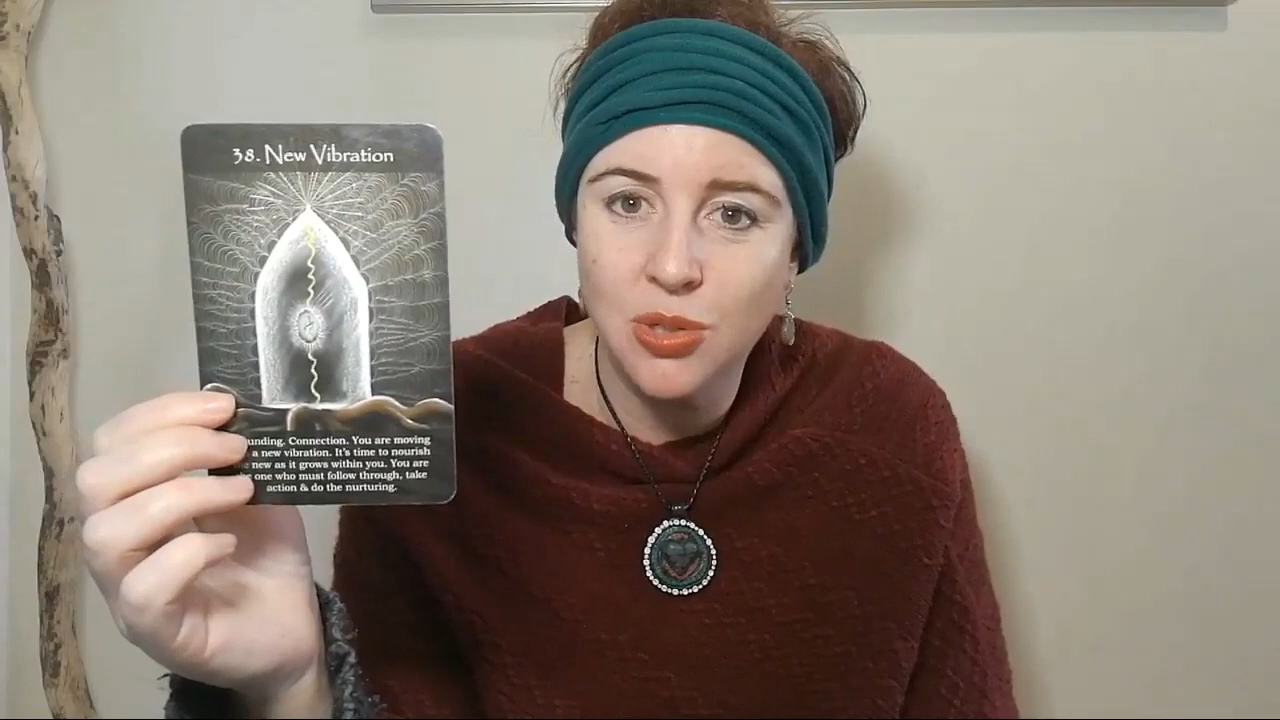 38. New Vibration
unding. Connection. You are moving
a new vibration. It's time to nourish
new as it grows within you. You are
one who must follow through, take
action & do the nurturing.